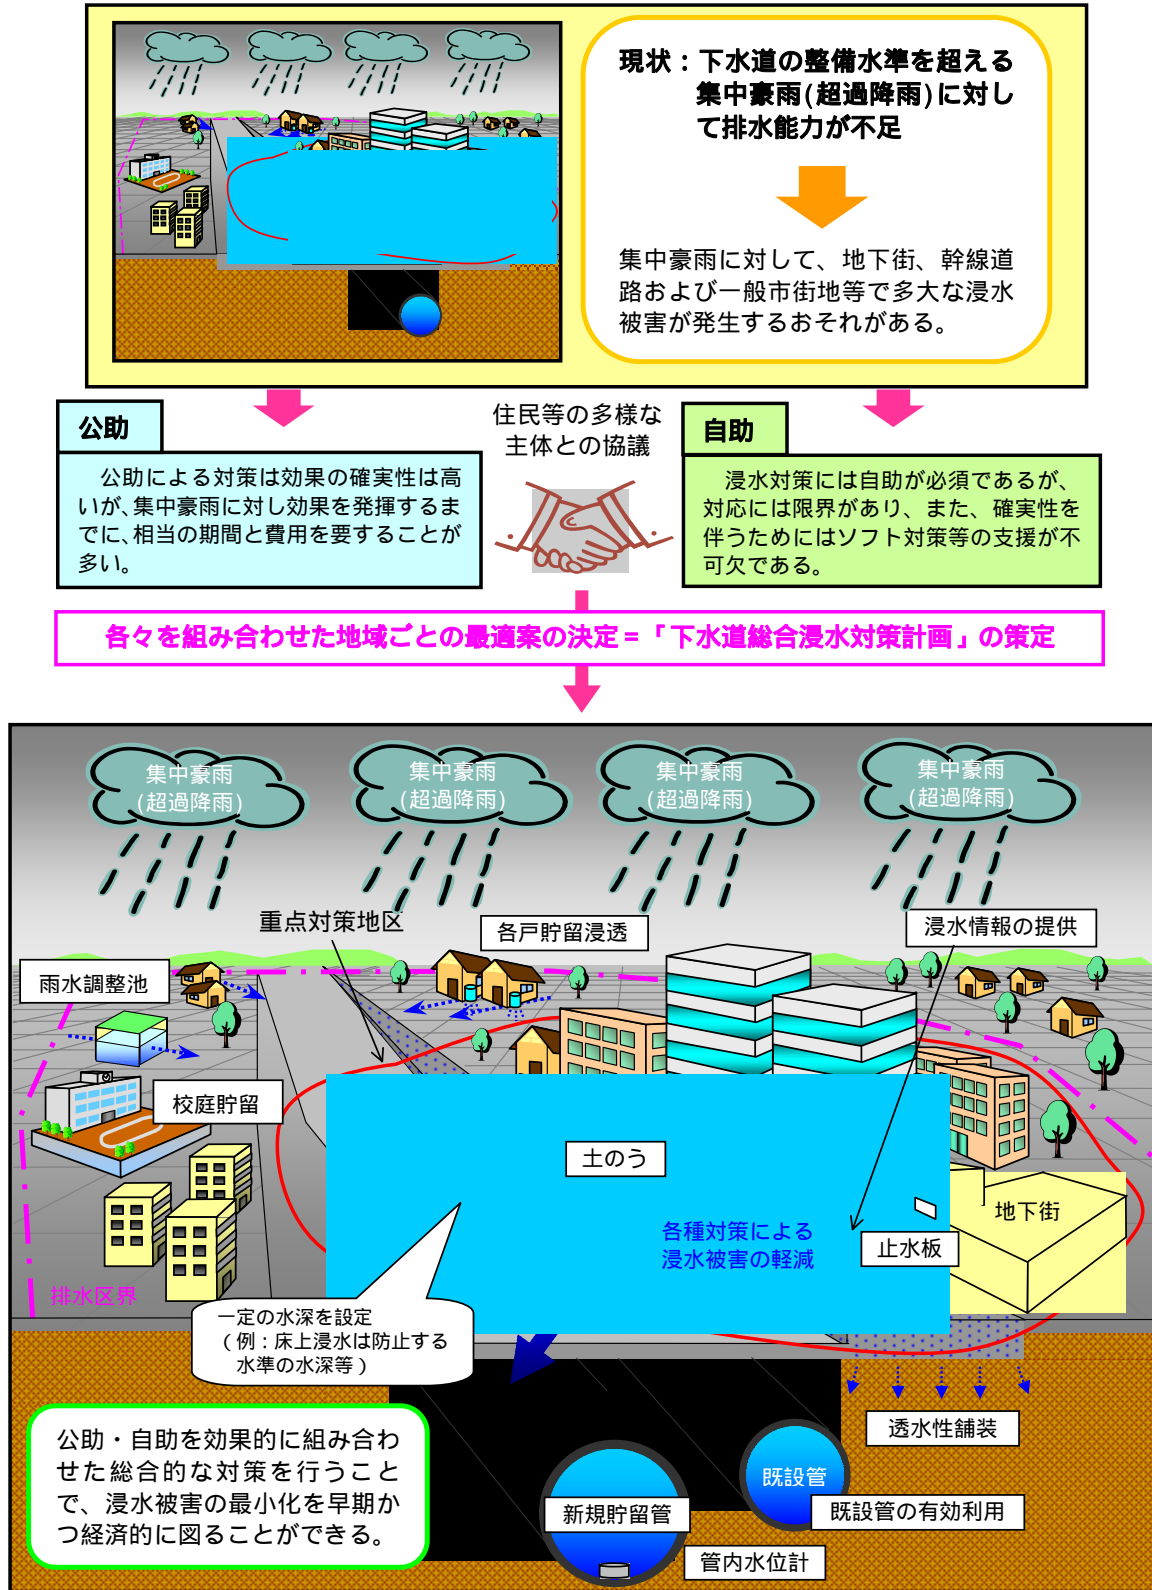 現状：下水道の整備水準を超える
集中豪雨(超過降雨)に対し
て排水能力が不足
集中豪雨に対して、地下街、幹線道
路および一般市街地等で多大な浸水
被害が発生するおそれがある。
公助
公助による対策は効果の確実性は高
いが、集中豪雨に対し効果を発揮するま
でに、相当の期間と費用を要することが
多い。
住民等の多様な
主体との協議
自助
浸水対策には自助が必須であるが、
対応には限界があり、また、確実性を
伴うためにはソフト対策等の支援が不
可欠である。
各々を組み合わせた地域ごとの最適案の決定＝「下水道総合浸水対策計画」の策定
集中豪雨
(超過降雨)
集中豪雨
(超過降雨)
集中豪雨
(超過降雨)
集中豪雨
(超過降雨)
重点対策地区
各戸貯留浸透
浸水情報の提供
雨水調整池
校庭貯留
土のう
地下街
各種対策による
浸水被害の軽減
止水板
排水区界
一定の水深を設定
（例：床上浸水は防止する
水準の水深等）
透水性舗装
公助・自助を効果的に組み合わ
せた総合的な対策を行うこと
で、浸水被害の最小化を早期か
つ経済的に図ることができる。
既設管
新規貯留管
既設管の有効利用
管内水位計